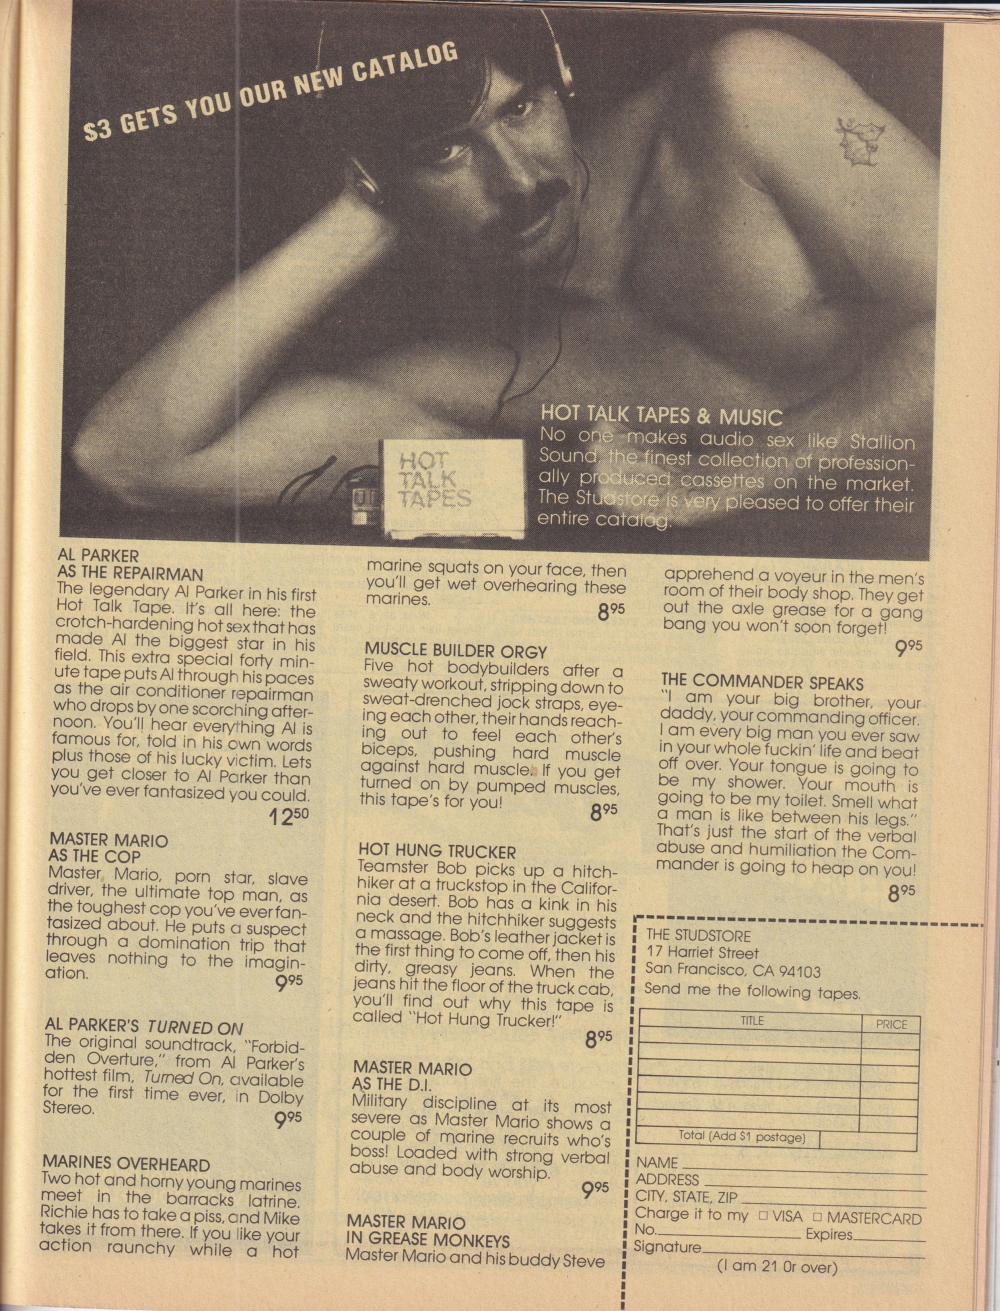 $3 GETS YOU OUR NEW CATALOG
HOT TALK TAPES & MUSIC
No one makes audio sex like Stallion
Sound, the finest collection of profession-
ally produced cassettes on the market.
The Studstore is very pleased to offer their
entire catalog.
HOT
TALK
TAPES
AL PARKER
AS THE REPAIRMAN
The legendary Al Parker in his first
Hot Talk Tape. It's all here: the
crotch-hardening hot sex that has
made Al the biggest star in his
field. This extra special forty min-
ute tape puts Al through his paces
as the air conditioner repairman
who drops by one scorching after-
noon. You'll hear everything Al is
famous for, told in his own words
plus those of his lucky victim. Lets
you get closer to Al Parker than
you've ever fantasized you could.
12⁵⁰
MASTER MARIO
AS THE COP
Master Mario, porn star, slave
driver, the ultimate top man, as
the toughest cop you've ever fan-
tasized about. He puts a suspect
through a domination trip that
leaves nothing to the imagin-
ation.
9⁹⁵
AL PARKER'S TURNED ON
The original soundtrack, "Forbid-
den Overture," from Al Parker's
hottest film, Turned On, available
for the first time ever, in Dolby
Stereo.
9⁹⁵
MARINES OVERHEARD
Two hot and horny young marines
meet in the barracks latrine.
Richie has to take a piss, and Mike
takes it from there. If you like your
action raunchy while a hot
marine squats on your face, then
you'll get wet overhearing these
marines.
8⁹⁵
MUSCLE BUILDER ORGY
Five hot bodybuilders after a
sweaty workout, stripping down to
sweat-drenched jock straps, eye-
ing each other, their hands reach-
ing out to feel each other's
biceps, pushing hard muscle
against hard muscle. If you get
turned on by pumped muscles,
this tape's for you!
8⁹⁵
HOT HUNG TRUCKER
Teamster Bob picks up a hitch-
hiker at a truckstop in the Califor-
nia desert. Bob has a kink in his
neck and the hitchhiker suggests
a massage. Bob's leather jacket is
the first thing to come off, then his
dirty, greasy jeans. When the
jeans hit the floor of the truck cab,
you'll find out why this tape is
called "Hot Hung Trucker!"
8⁹⁵
MASTER MARIO
AS THE D.I.
Military discipline at its most
severe as Master Mario shows a
couple of marine recruits who's
boss! Loaded with strong verbal
abuse and body worship.
9⁹⁵
MASTER MARIO
IN GREASE MONKEYS
Master Mario and his buddy Steve
apprehend a voyeur in the men's
room of their body shop. They get
out the axle grease for a gang
bang you won't soon forget!
9⁹⁵
THE COMMANDER SPEAKS
"I am your big brother, your
daddy, your commanding officer.
I am every big man you ever saw
in your whole fuckin' life and beat
off over. Your tongue is going to
be my shower. Your mouth is
going to be my toilet. Smell what
a man is like between his legs."
That's just the start of the verbal
abuse and humiliation the Com-
mander is going to heap on you!
8⁹⁵
THE STUDSTORE
17 Harriet Street
San Francisco, CA 94103
Send me the following tapes.
TITLE PRICE
Total (Add $1 postage)
NAME
ADDRESS
CITY, STATE, ZIP
Charge it to my □ VISA □ MASTERCARD
No. Expires
Signature
(I am 21 0r over)